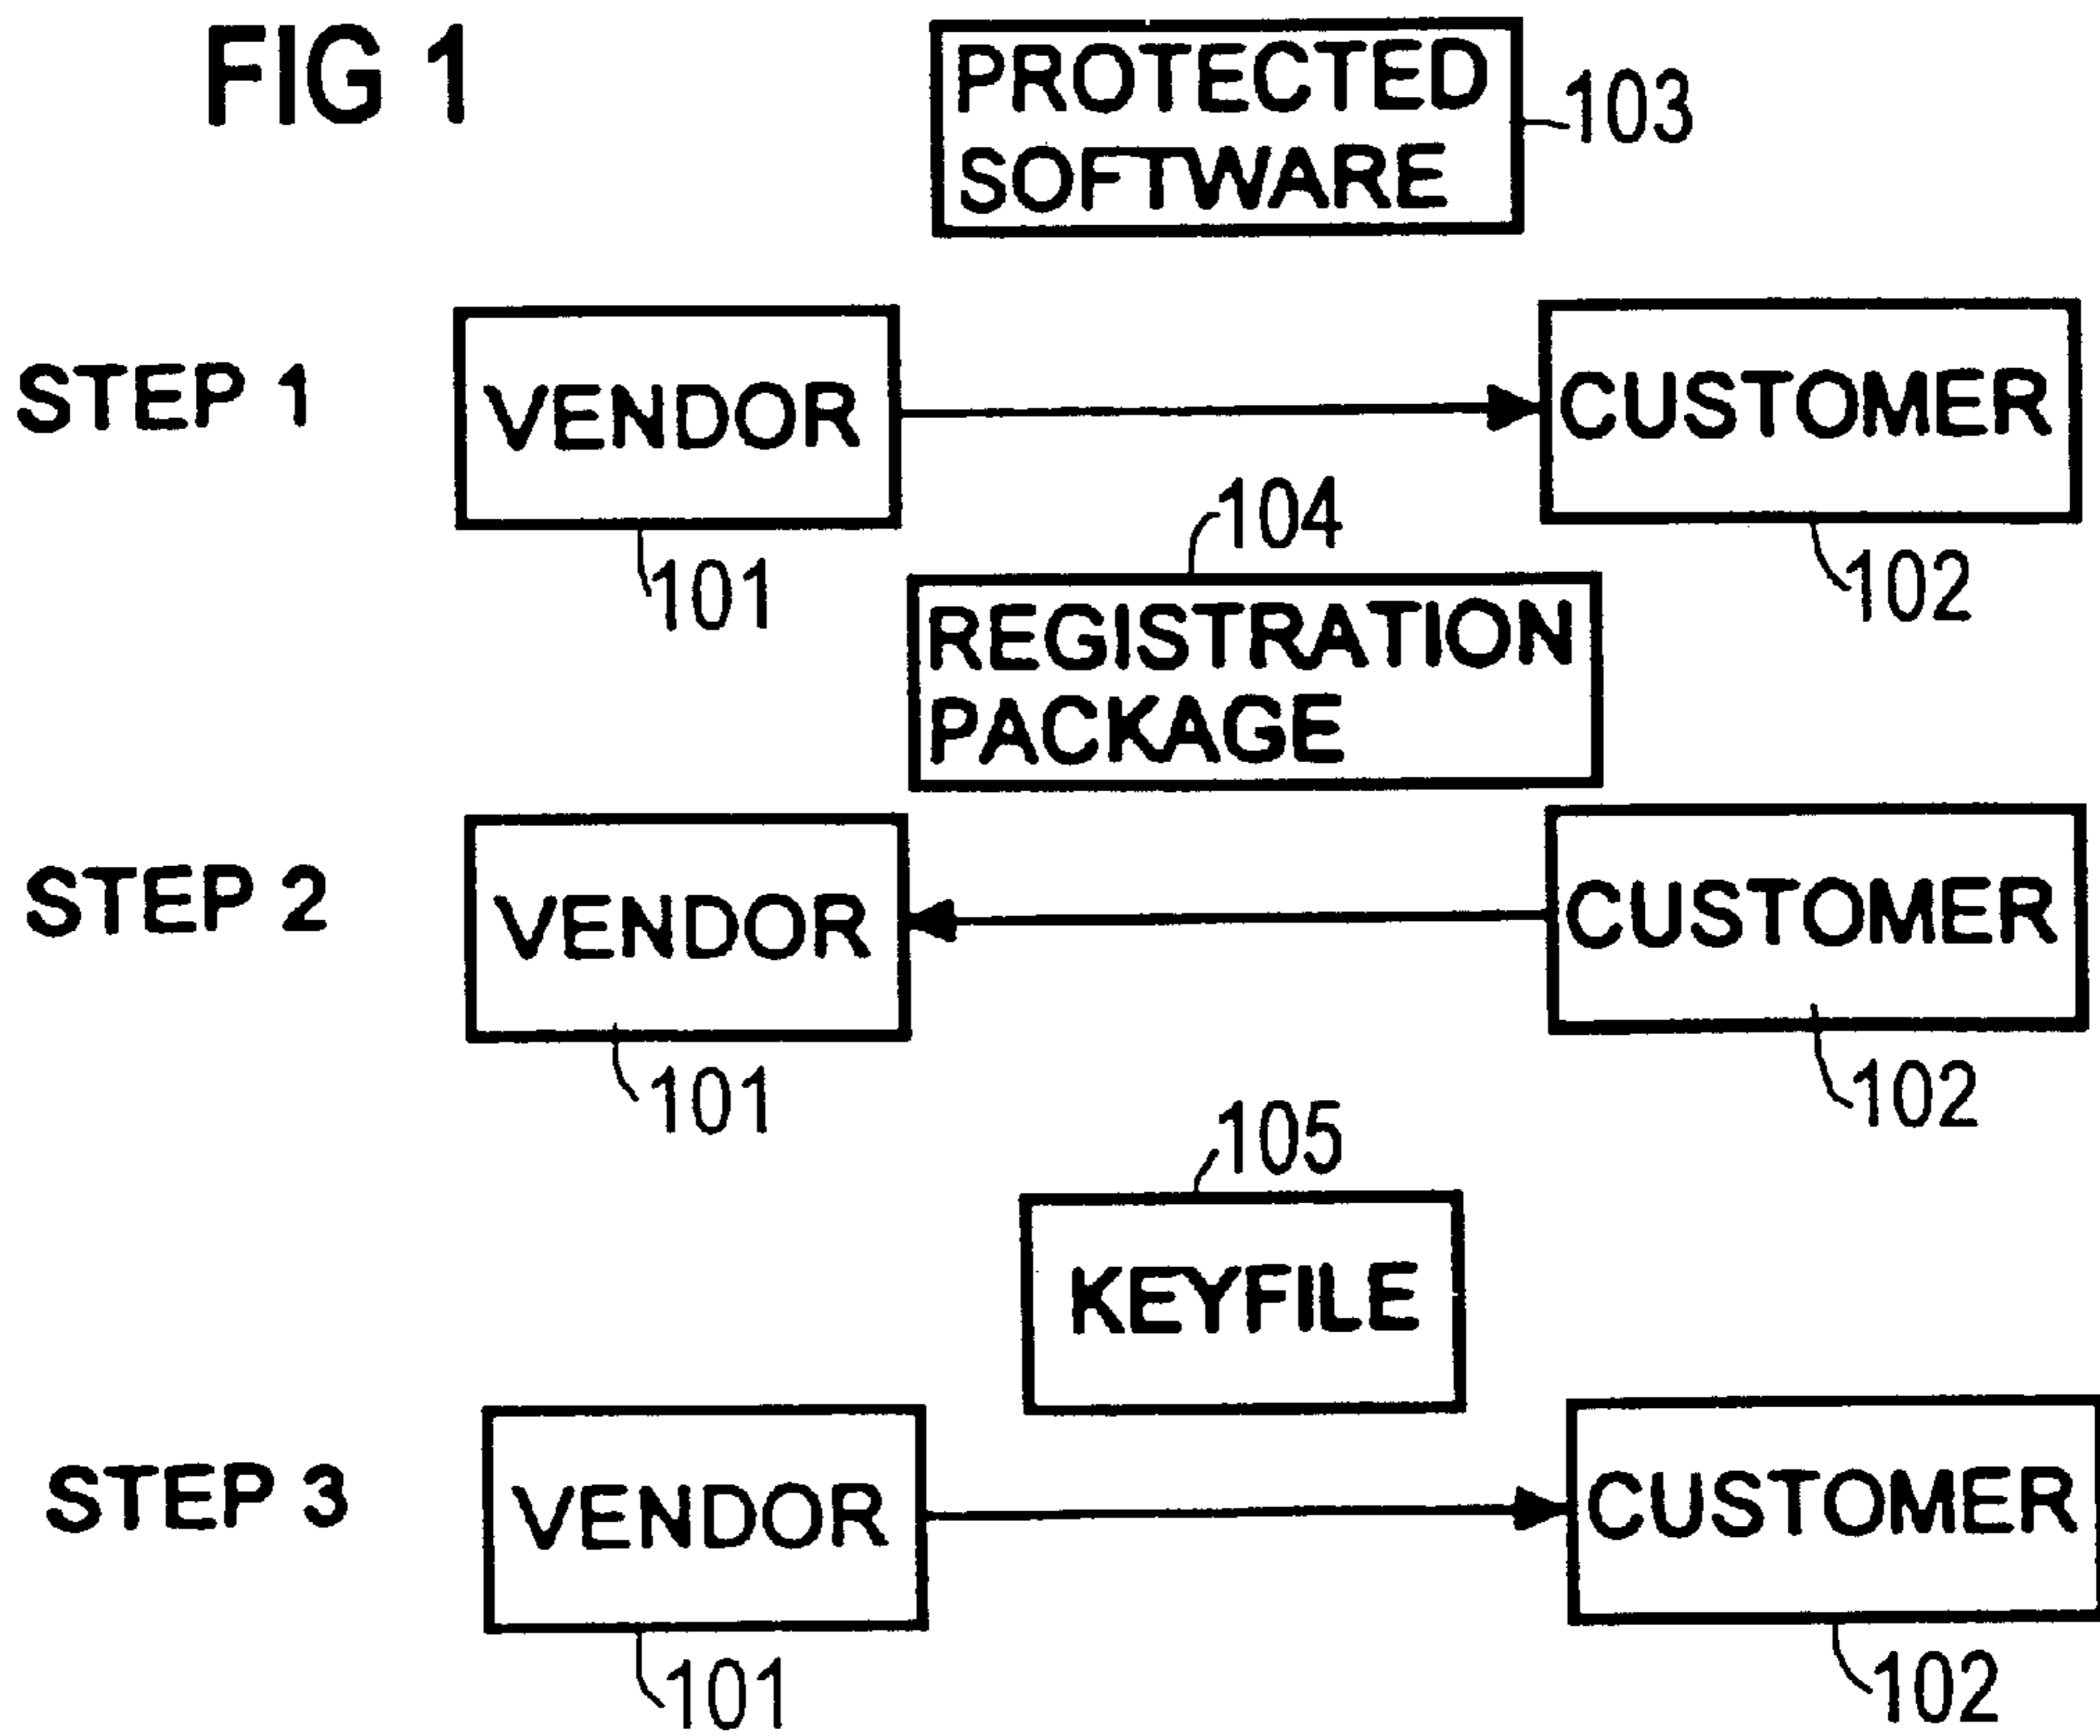 FIG 1
PROTECTED
SOFTWARE
103
STEP 1
VENDOR
CUSTOMER
101
102
104
REGISTRATION
PACKAGE
STEP 2
VENDOR
CUSTOMER
101
102
105
KEYFILE
STEP 3
VENDOR
CUSTOMER
101
102